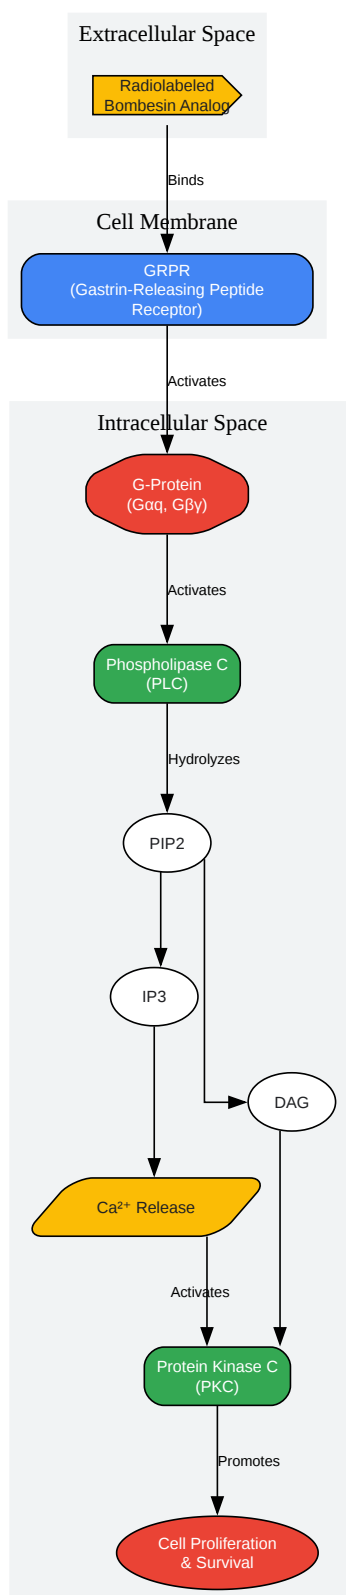 Extracellular Space
Radiolabeled
Bombesin Analog
Binds
Cell Membrane
GRPR
(Gastrin-Releasing Peptide
Receptor)
Activates
Intracellular Space
G-Protein
(Gαq, Gβγ)
Activates
Phospholipase C
(PLC)
Hydrolyzes
PIP2
IP3
DAG
Ca²⁺ Release
Activates
Protein Kinase C
(PKC)
Promotes
Cell Proliferation
& Survival